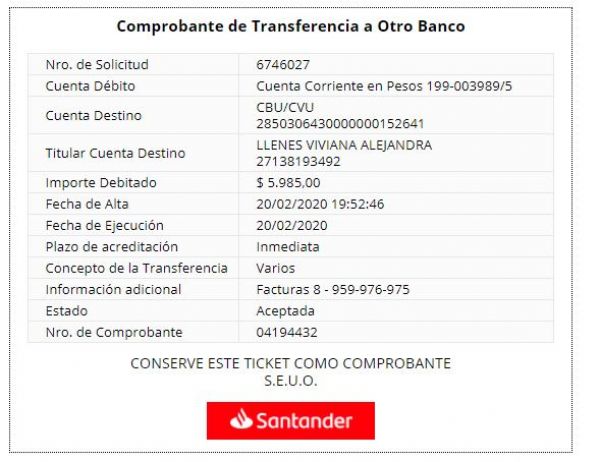 Comprobante de Transferencia a Otro Banco
Nro. de Solicitud 6746027
Cuenta Débito Cuenta Corriente en Pesos 199-003989/5
Cuenta Destino CBU/CVU
2850306430000000152641
Titular Cuenta Destino LLENES VIVIANA ALEJANDRA
27138193492
Importe Debitado $ 5.985,00
Fecha de Alta 20/02/2020 19:52:46
Fecha de Ejecución 20/02/2020
Plazo de acreditación Inmediata
Concepto de la Transferencia Varios
Información adicional Facturas 8 - 959-976-975
Estado Aceptada
Nro. de Comprobante 04194432
CONSERVE ESTE TICKET COMO COMPROBANTE
S.E.U.O.
Santander